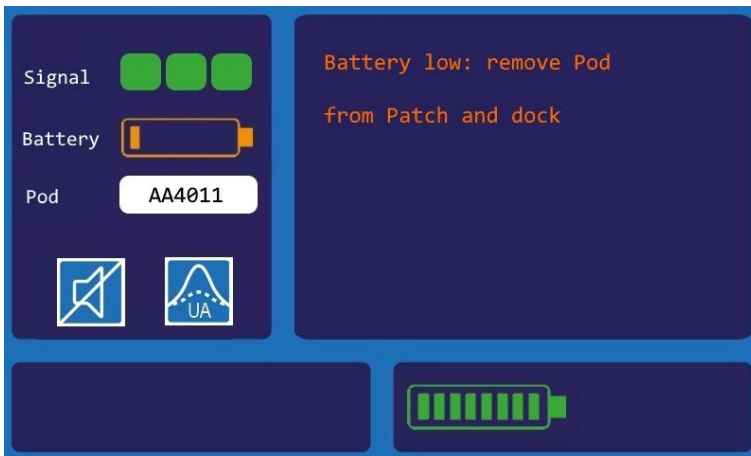 Signal
Battery
Pod AA4011
UA
Battery low: remove Pod
from Patch and dock